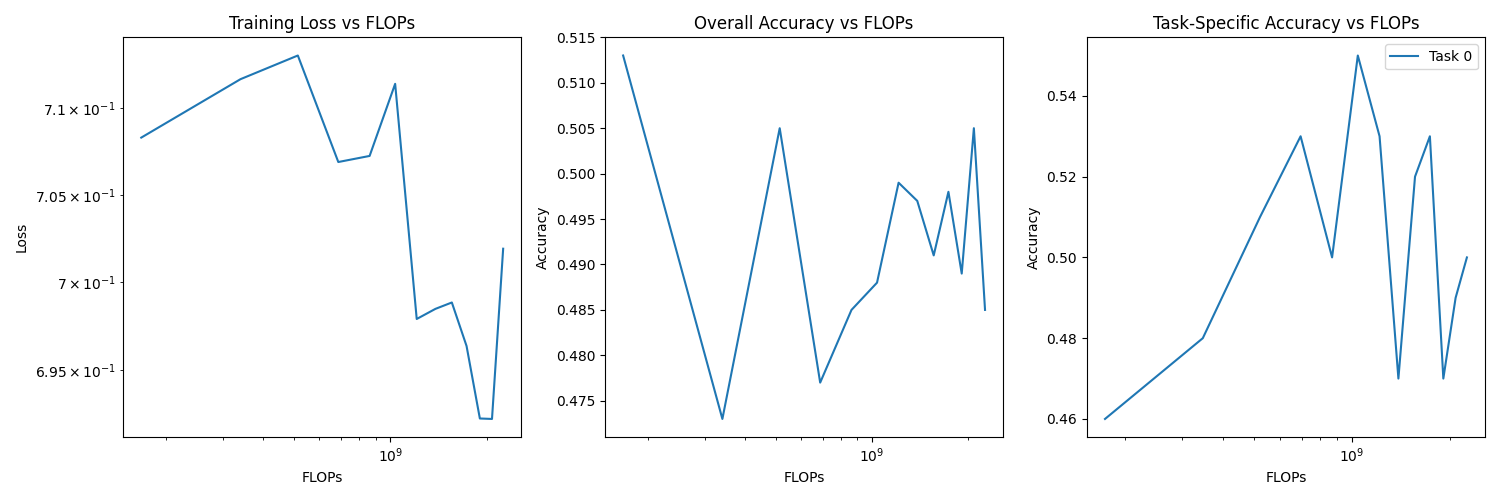 Training Loss vs FLOPs
7.1 × 10⁻¹
7.05 × 10⁻¹
7 × 10⁻¹
6.95 × 10⁻¹
Loss
10⁹
FLOPs
Overall Accuracy vs FLOPs
0.515
0.510
0.505
0.500
0.495
0.490
0.485
0.480
0.475
Accuracy
10⁹
FLOPs
Task-Specific Accuracy vs FLOPs
Task 0
0.54
0.52
0.50
0.48
0.46
Accuracy
10⁹
FLOPs